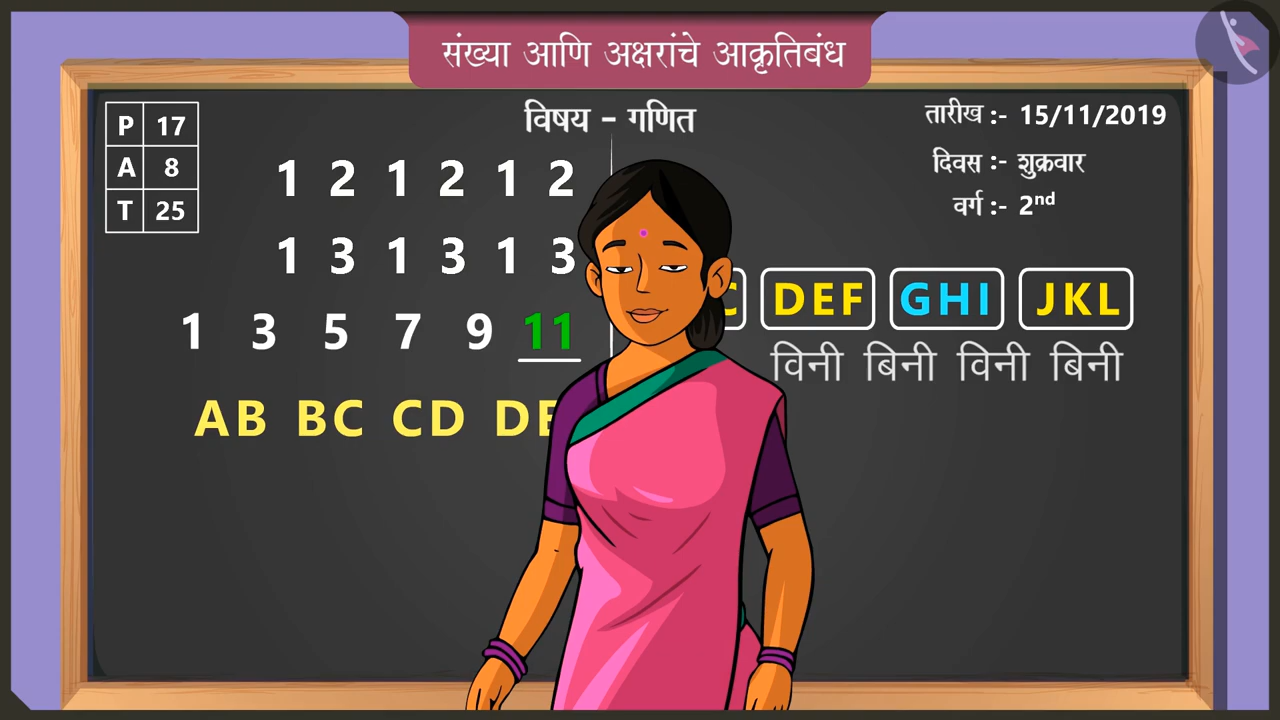 संख्या आणि अक्षरांचे आकृतिबंध
विषय - गणित
तारीख :- 15/11/2019
दिवस :- शुक्रवार
वर्ग :- 2nd
P 17
A 8
T 25
1 2 1 2 1 2
1 3 1 3 1 3
1 3 5 7 9 11
AB BC CD DE
C DEF GHI JKL
विनी बिनी विनी बिनी